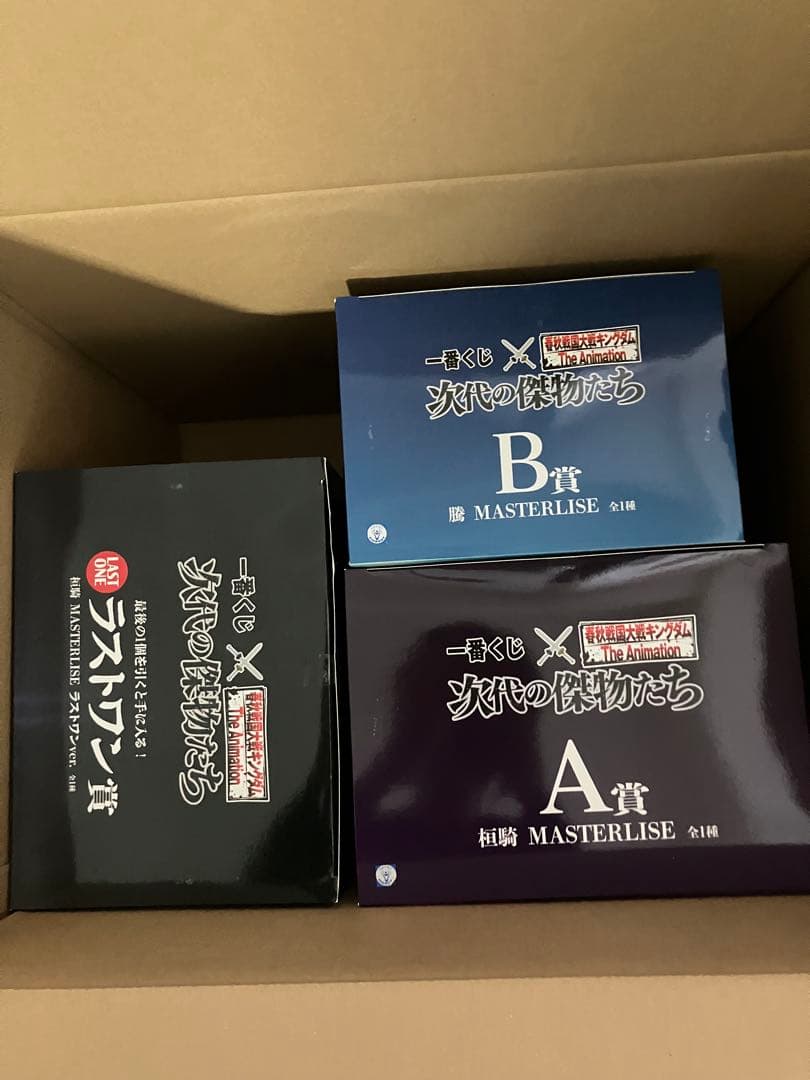 一番くじ
春秋戦国大戦キングダム
The Animation
次代の傑物たち
B賞
騰 MASTERLISE 全1種
一番くじ
春秋戦国大戦キングダム
The Animation
次代の傑物たち
A賞
桓騎 MASTERLISE 全1種
一番くじ
春秋戦国大戦キングダム
The Animation
次代の傑物たち
最後の1個を引くと手に入る!
LAST
ONE
ラストワン賞
桓騎 MASTERLISE ラストワンver. 全1種